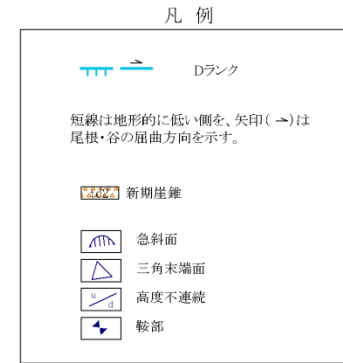 凡 例
Dランク
短線は地形的に低い側を、矢印( ⇀)は
尾根・谷の屈曲方向を示す。
td2 新期崖錐
急斜面
三角末端面
u
d 高度不連続
鞍部